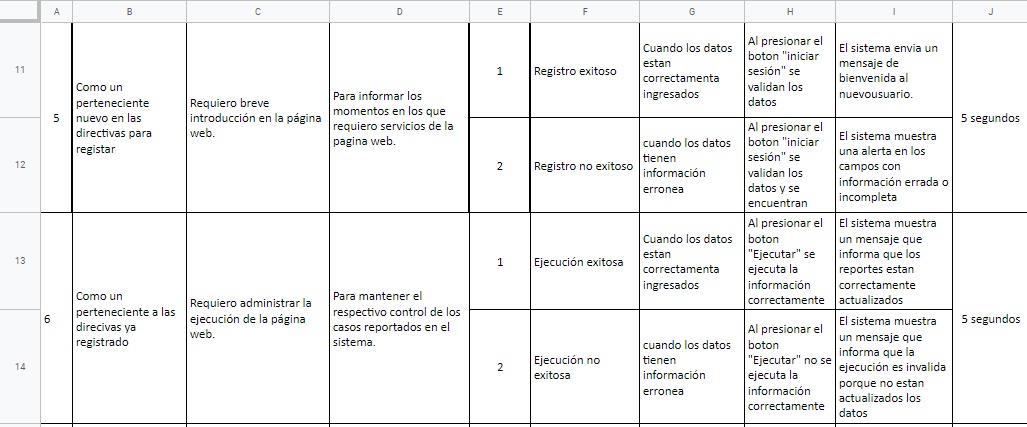 A B C D E F G H I J
11
5
Como un
perteneciente
nuevo en las
directivas para
registar
Requiero breve
introducción en la página
web.
Para informar los
momentos en los que
requiero servicios de la
pagina web.
1
Registro exitoso
Cuando los datos
estan
correctamenta
ingresados
Al presionar el
boton "iniciar
sesión" se
validan los
datos
El sistema envia un
mensaje de
bienvenida al
nuevousuario.
5 segundos
12
2
Registro no exitoso
cuando los datos
tienen
información
erronea
Al presionar el
boton "iniciar
sesión" se
validan los
datos y se
encuentran
El sistema muestra
una alerta en los
campos con
información errada o
incompleta
13
6
Como un
perteneciente a las
direcivas ya
registrado
Requiero administrar la
ejecución de la página
web.
Para mantener el
respectivo control de los
casos reportados en el
sistema.
1
Ejecución exitosa
Cuando los datos
estan
correctamenta
ingresados
Al presionar el
boton
"Ejecutar" se
ejecuta la
información
correctamente
El sistema muestra
un mensaje que
informa que los
reportes estan
correctamente
actualizados
5 segundos
14
2
Ejecución no
exitosa
cuando los datos
tienen
información
erronea
Al presionar el
boton
"Ejecutar" no se
ejecuta la
información
correctamente
El sistema muestra
un mensaje que
informa que la
ejecución es invalida
porque no estan
actualizados los
datos